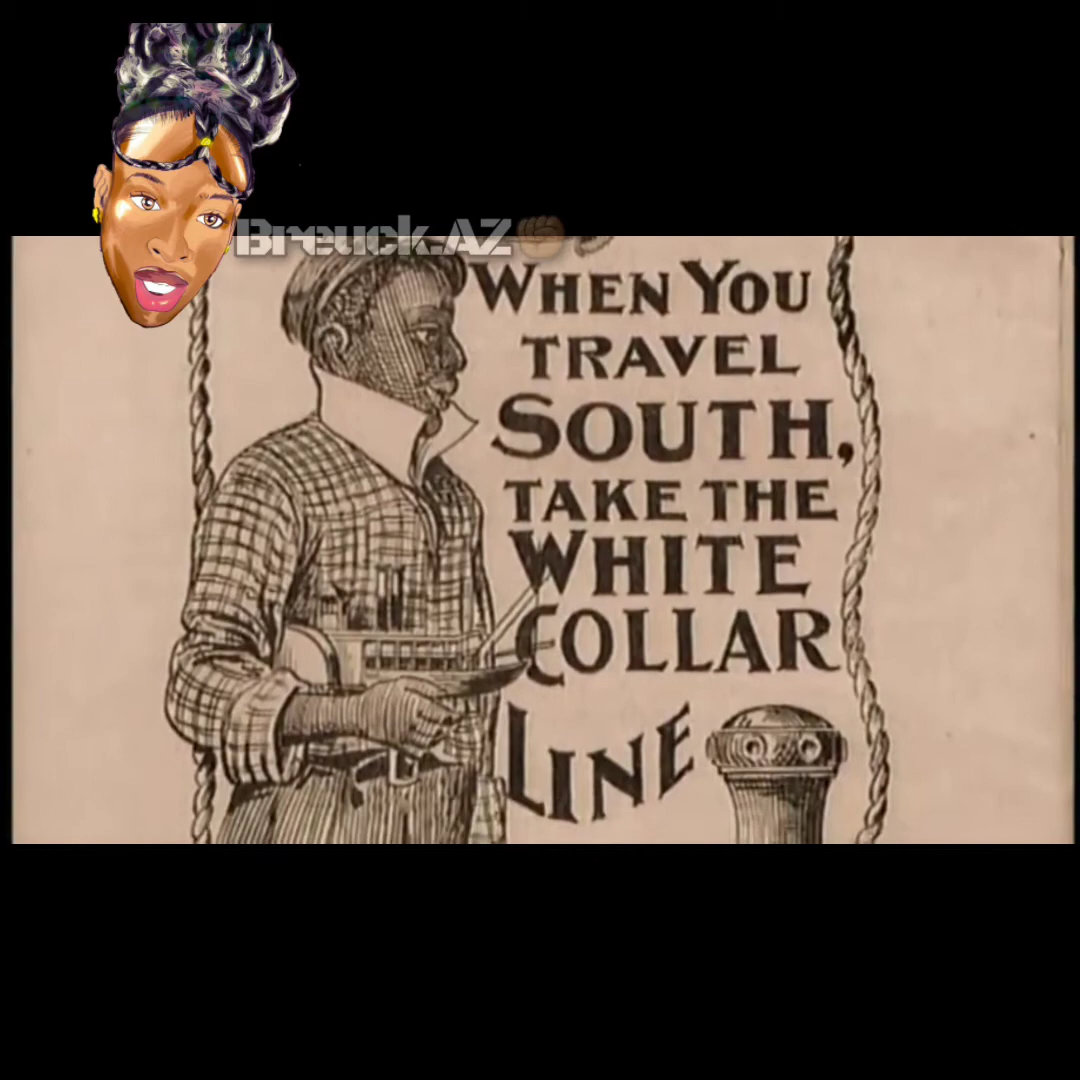 Breuck.AZ
WHEN YOU
TRAVEL
SOUTH,
TAKE THE
WHITE
COLLAR
LINE